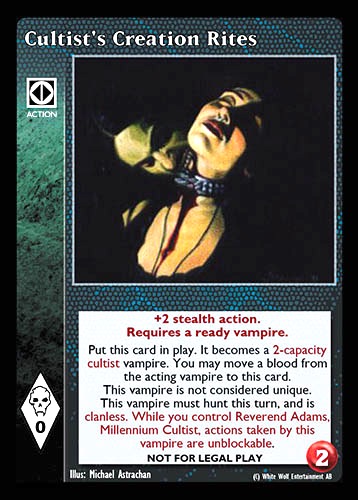 Cultist's Creation Rites
ACTION
+2 stealth action.
Requires a ready vampire.
Put this card in play. It becomes a 2-capacity
cultist vampire. You may move a blood from
the acting vampire to this card.
This vampire is not considered unique.
This vampire must hunt this turn, and is
clanless. While you control Reverend Adams,
Millennium Cultist, actions taken by this
vampire are unblockable.
NOT FOR LEGAL PLAY
0
2
Illus: Michael Astrachan
(C) White Wolf Entertainment AB